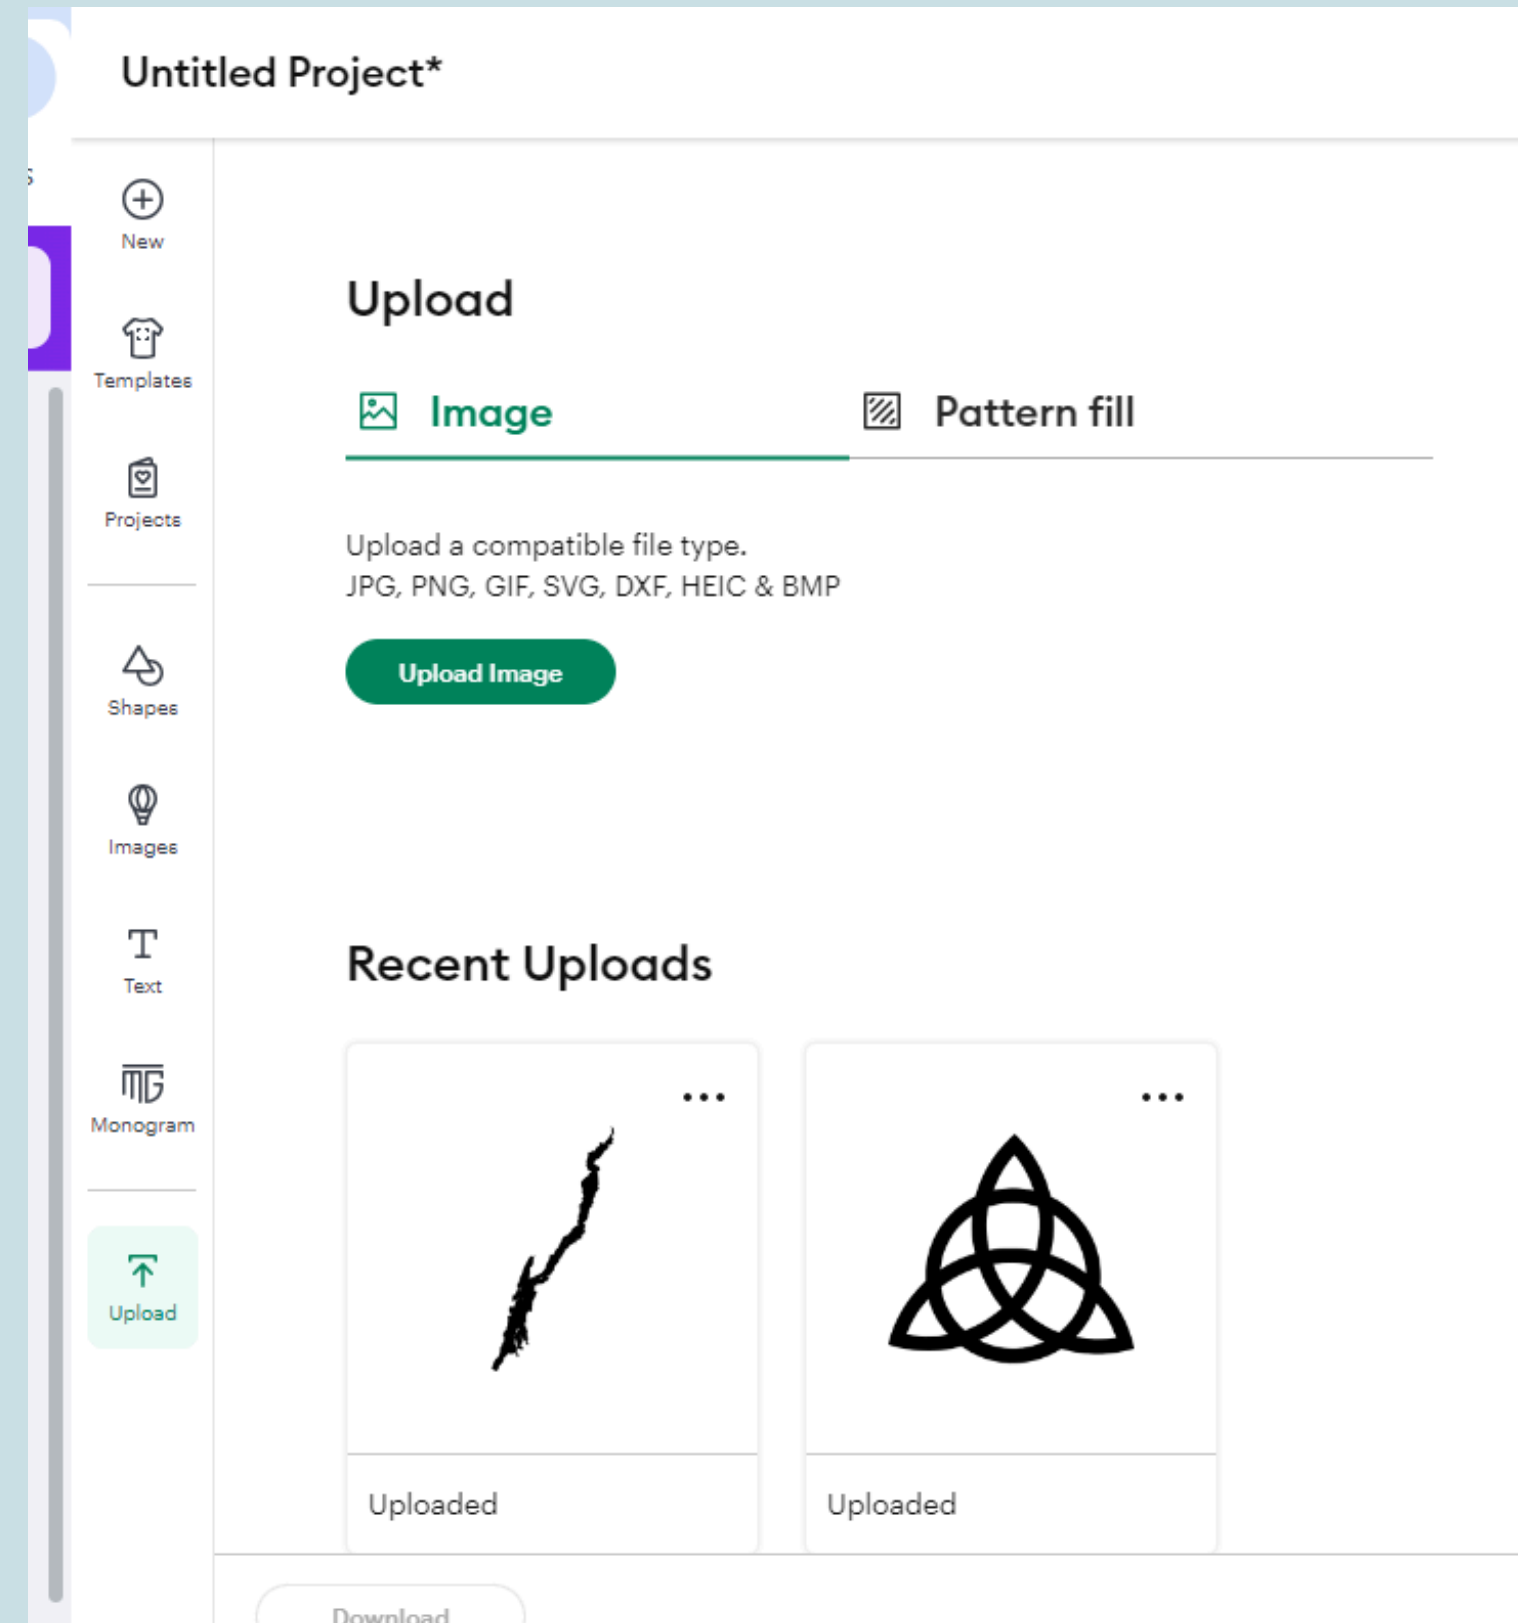 Untitled Project*
S
New
Templates
Projects
Shapes
Images
Text
MG
Monogram
Upload
Upload
Image
Pattern fill
Upload a compatible file type.
JPG, PNG, GIF, SVG, DXF, HEIC & BMP
Upload Image
Recent Uploads
Uploaded
Uploaded
Download